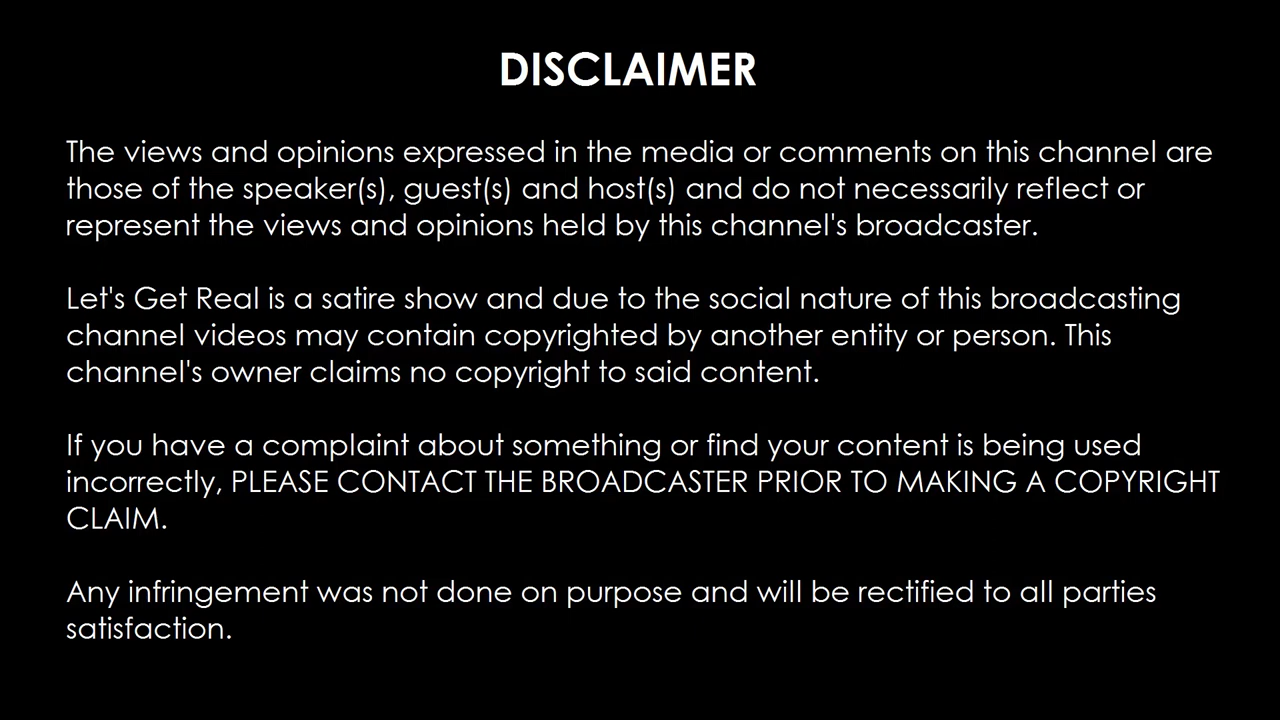 DISCLAIMER
The views and opinions expressed in the media or comments on this channel are
those of the speaker(s), guest(s) and host(s) and do not necessarily reflect or
represent the views and opinions held by this channel's broadcaster.
Let's Get Real is a satire show and due to the social nature of this broadcasting
channel videos may contain copyrighted by another entity or person. This
channel's owner claims no copyright to said content.
If you have a complaint about something or find your content is being used
incorrectly, PLEASE CONTACT THE BROADCASTER PRIOR TO MAKING A COPYRIGHT
CLAIM.
Any infringement was not done on purpose and will be rectified to all parties
satisfaction.